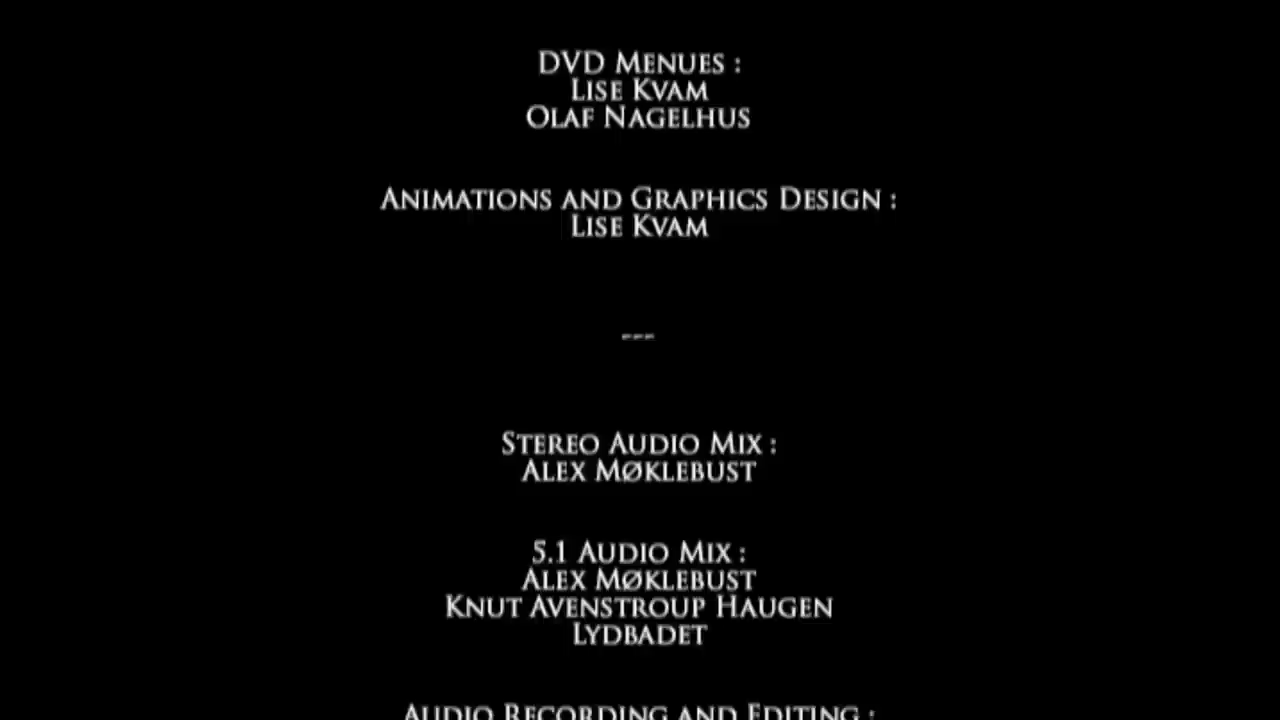 DVD Menues :
Lise Kvam
Olaf Nagelhus
Animations and Graphics Design :
Lise Kvam
---
Stereo Audio Mix :
Alex Møklebust
5.1 Audio Mix :
Alex Møklebust
Knut Avenstroup Haugen
Lydbadet
Audio Recording and Editing :